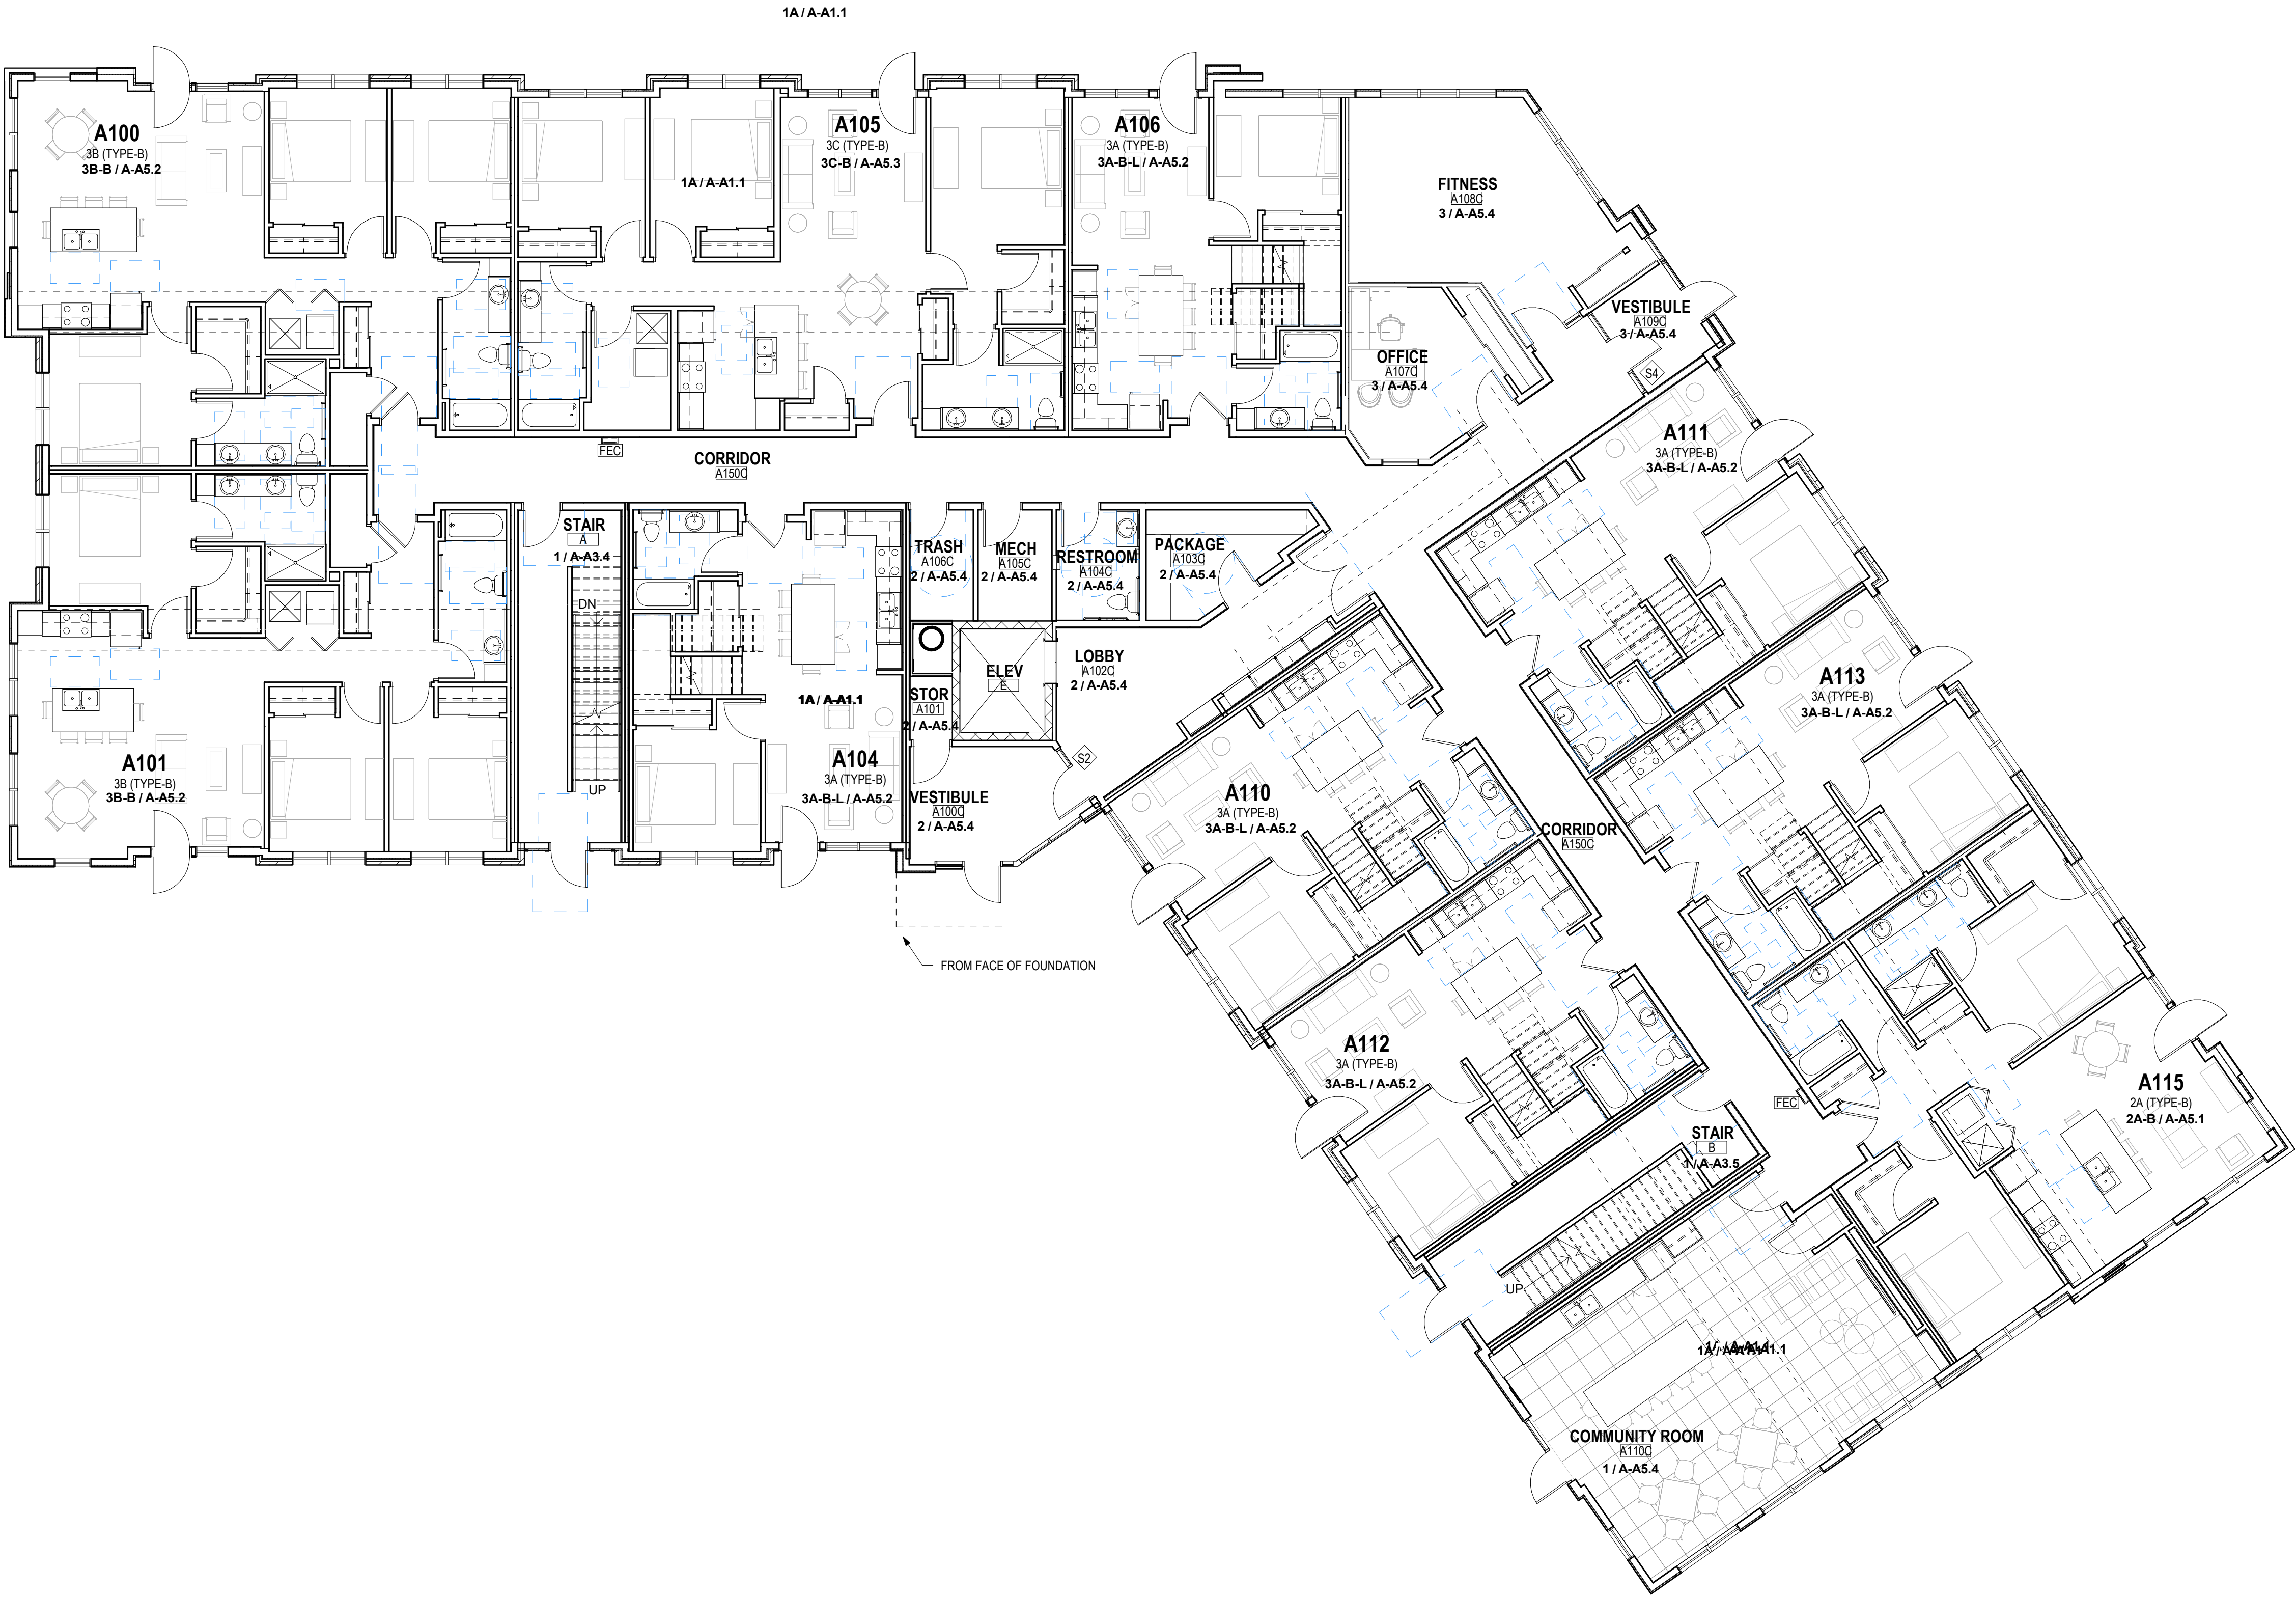 1A / A-A1.1
A100
3B (TYPE-B)
3B-B / A-A5.2
1A / A-A1.1
A105
3C (TYPE-B)
3C-B / A-A5.3
A106
3A (TYPE-B)
3A-B-L / A-A5.2
FITNESS
A108C
3 / A-A5.4
VESTIBULE
A109C
3 / A-A5.4
OFFICE
A107C
3 / A-A5.4
S4
FEC
CORRIDOR
A150C
A111
3A (TYPE-B)
3A-B-L / A-A5.2
STAIR
A
1 / A-A3.4
DN
UP
TRASH
A106C
2 / A-A5.4
MECH
A105C
2 / A-A5.4
RESTROOM
A104C
2 / A-A5.4
PACKAGE
A103C
2 / A-A5.4
ELEV
E
LOBBY
A102C
2 / A-A5.4
STOR
A101
2 / A-A5.4
1A / A-A1.1
A113
3A (TYPE-B)
3A-B-L / A-A5.2
A101
3B (TYPE-B)
3B-B / A-A5.2
A104
3A (TYPE-B)
3A-B-L / A-A5.2
S2
VESTIBULE
A100C
2 / A-A5.4
A110
3A (TYPE-B)
3A-B-L / A-A5.2
CORRIDOR
A150C
FROM FACE OF FOUNDATION
A112
3A (TYPE-B)
3A-B-L / A-A5.2
FEC
A115
2A (TYPE-B)
2A-B / A-A5.1
STAIR
B
1 / A-A3.5
UP
COMMUNITY ROOM
A110C
1 / A-A5.4